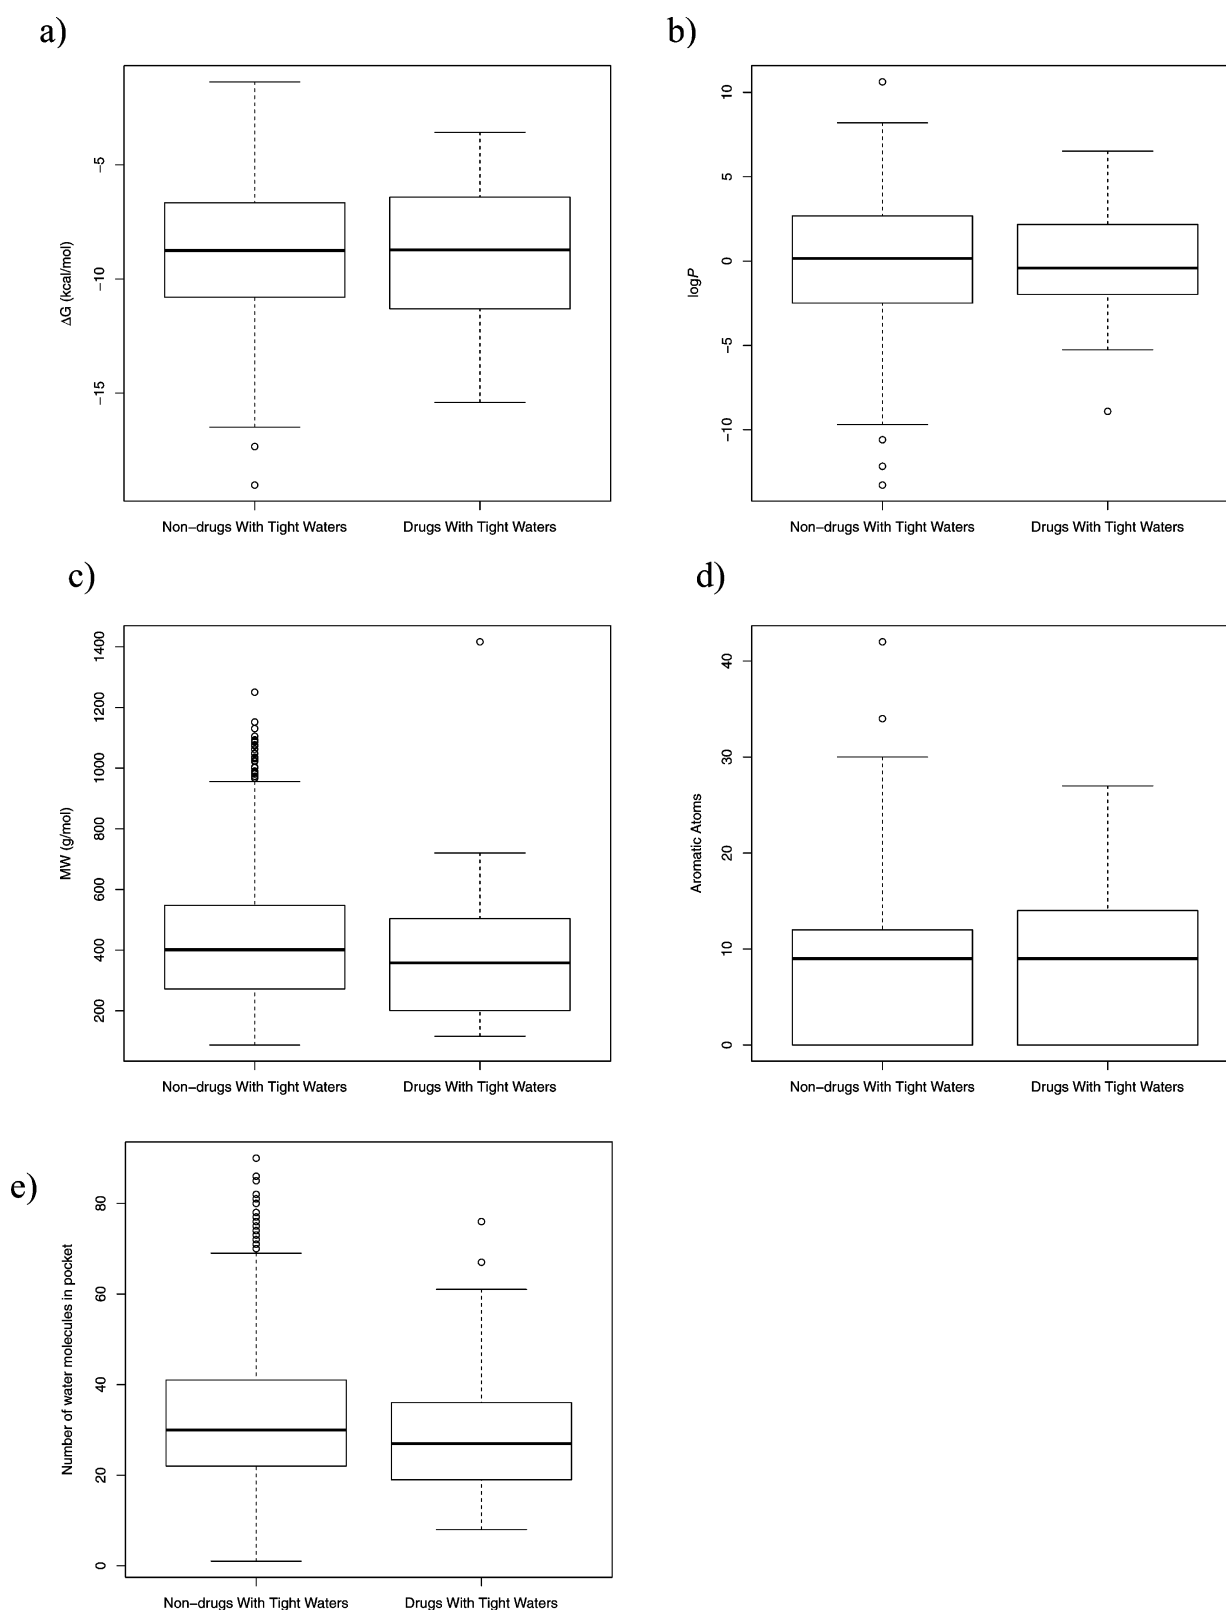 a)
ΔG (kcal/mol)
−5
−10
−15
Non−drugs With Tight Waters
Drugs With Tight Waters
b)
logP
10
5
0
−5
−10
Non−drugs With Tight Waters
Drugs With Tight Waters
c)
MW (g/mol)
1400
1200
1000
800
600
400
200
Non−drugs With Tight Waters
Drugs With Tight Waters
d)
Aromatic Atoms
40
30
20
10
0
Non−drugs With Tight Waters
Drugs With Tight Waters
e)
Number of water molecules in pocket
80
60
40
20
0
Non−drugs With Tight Waters
Drugs With Tight Waters